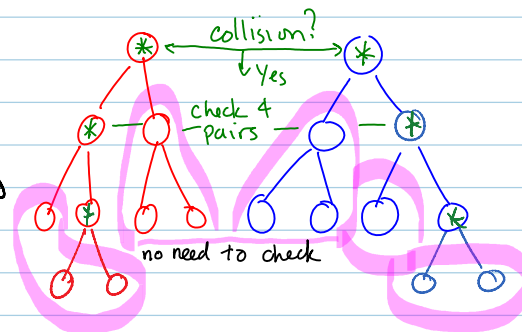 collision?
Yes
check 4
pairs
no need to check